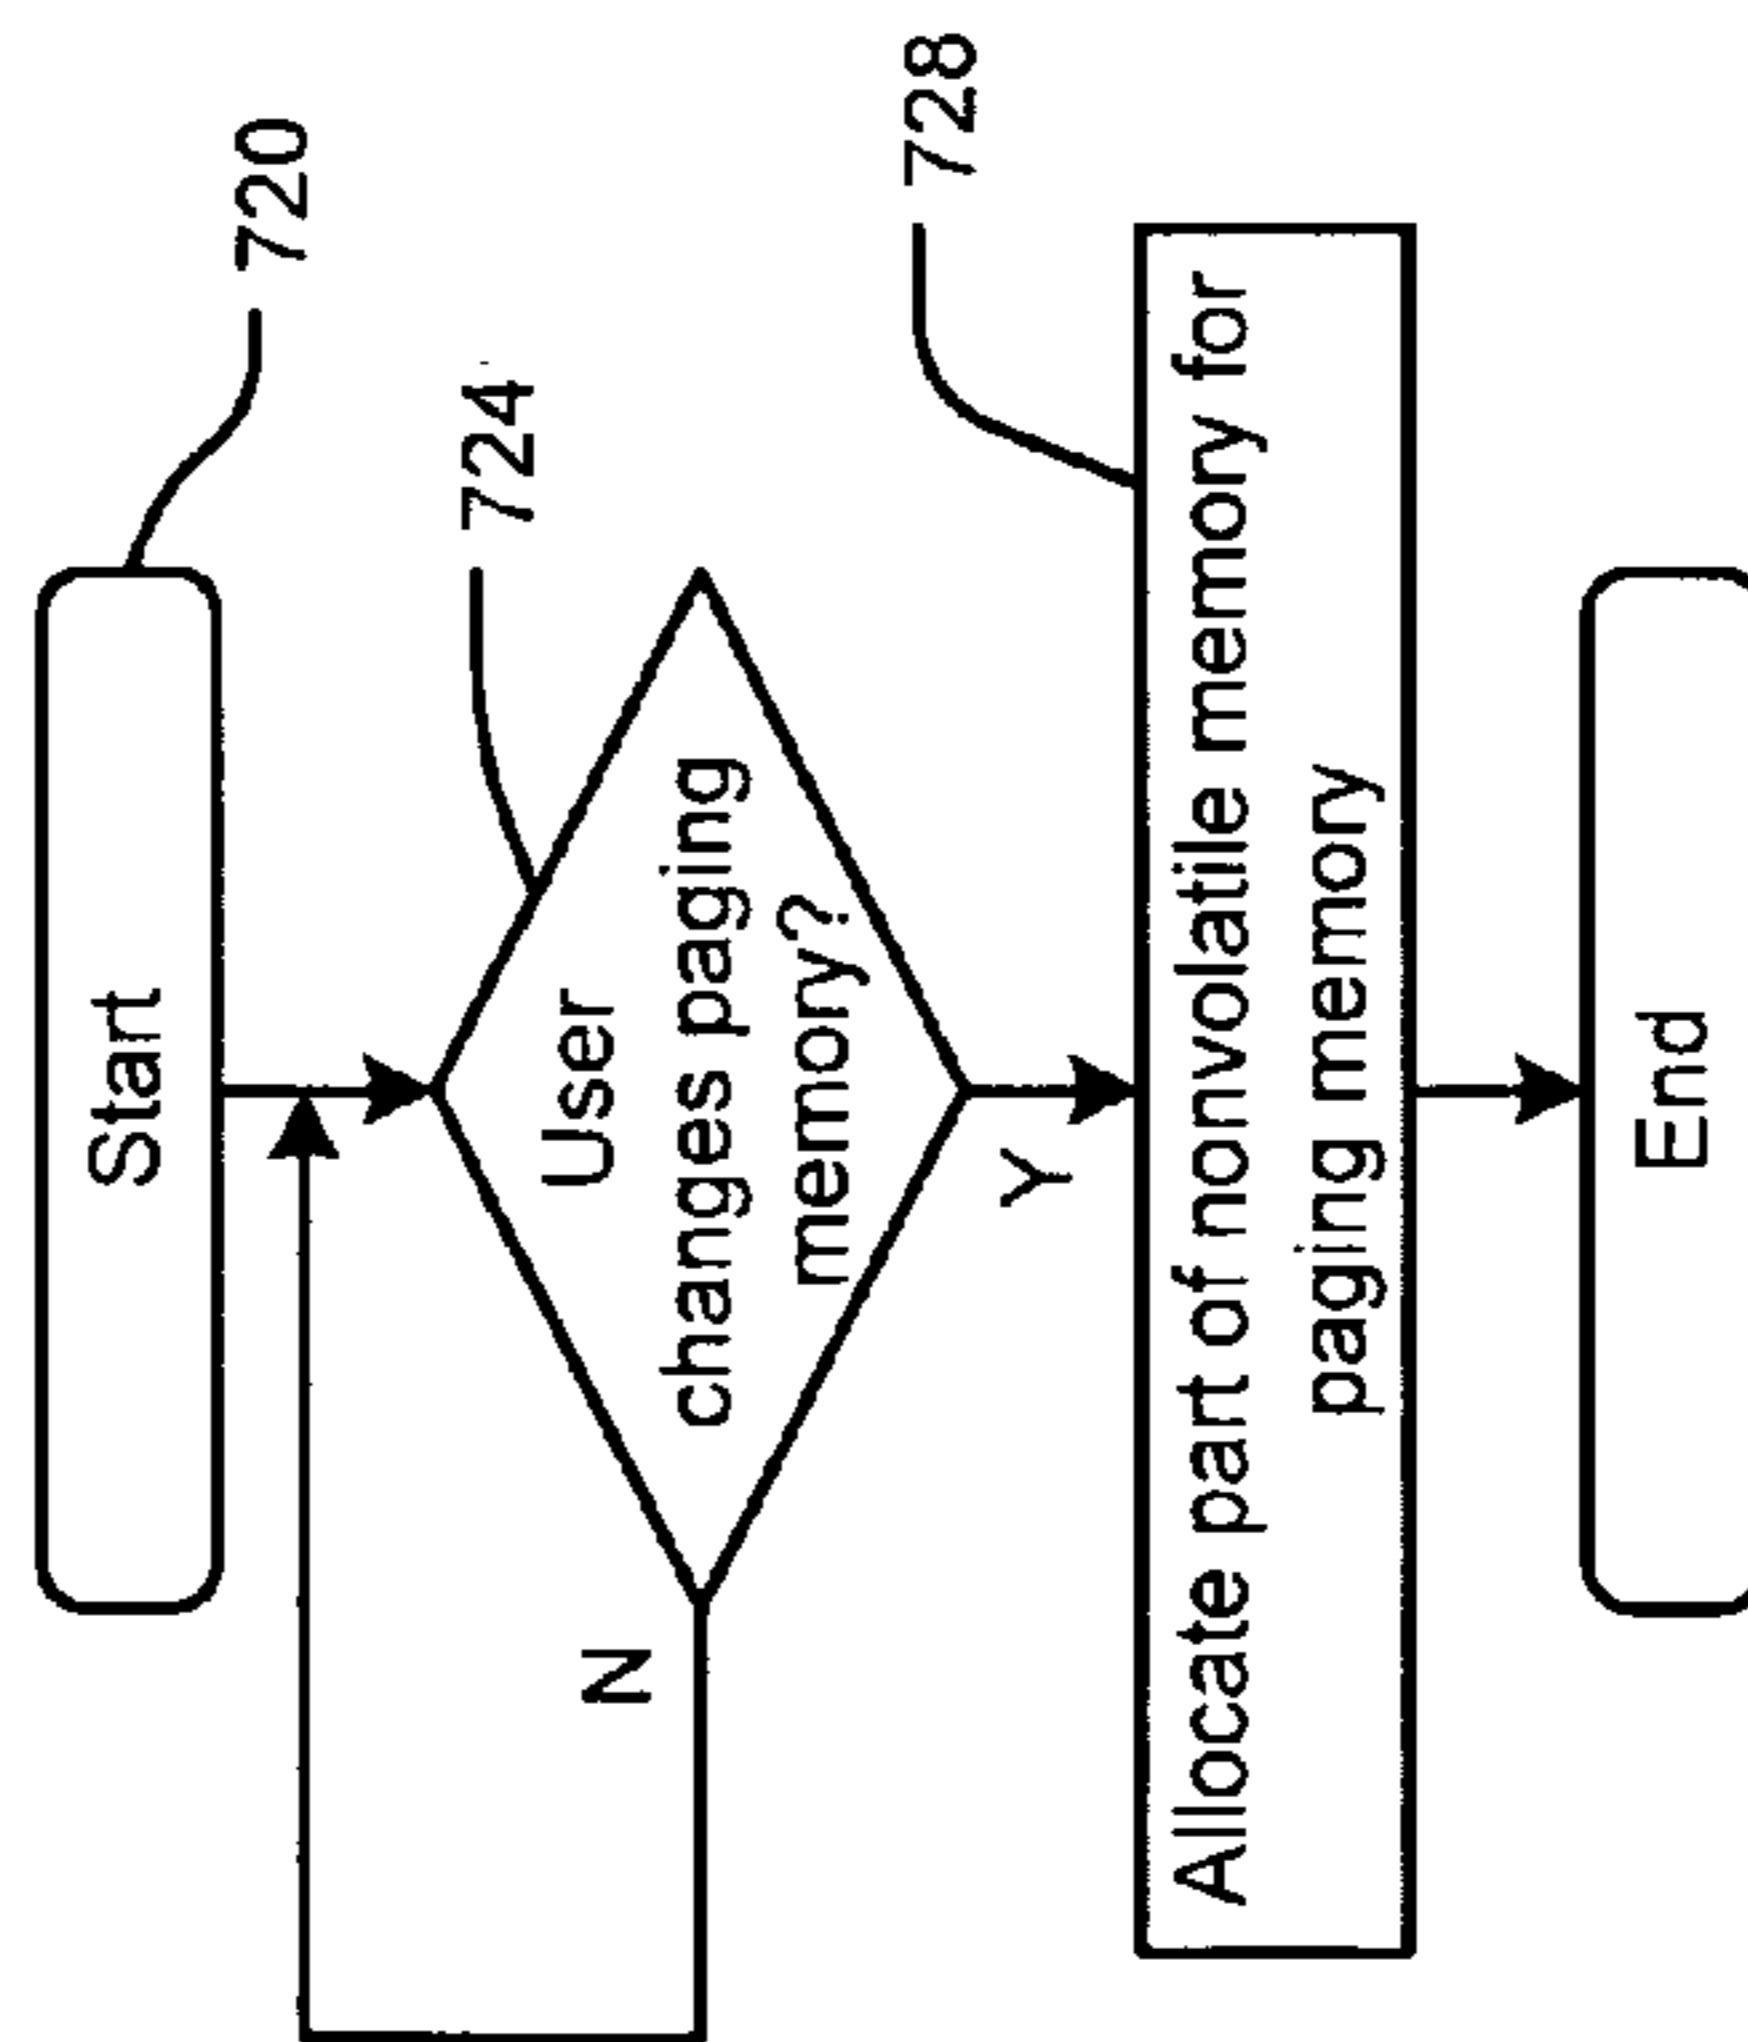 Start
720
724
User
changes paging
memory?
N
Y
728
Allocate part of nonvolatile memory for
paging memory
End